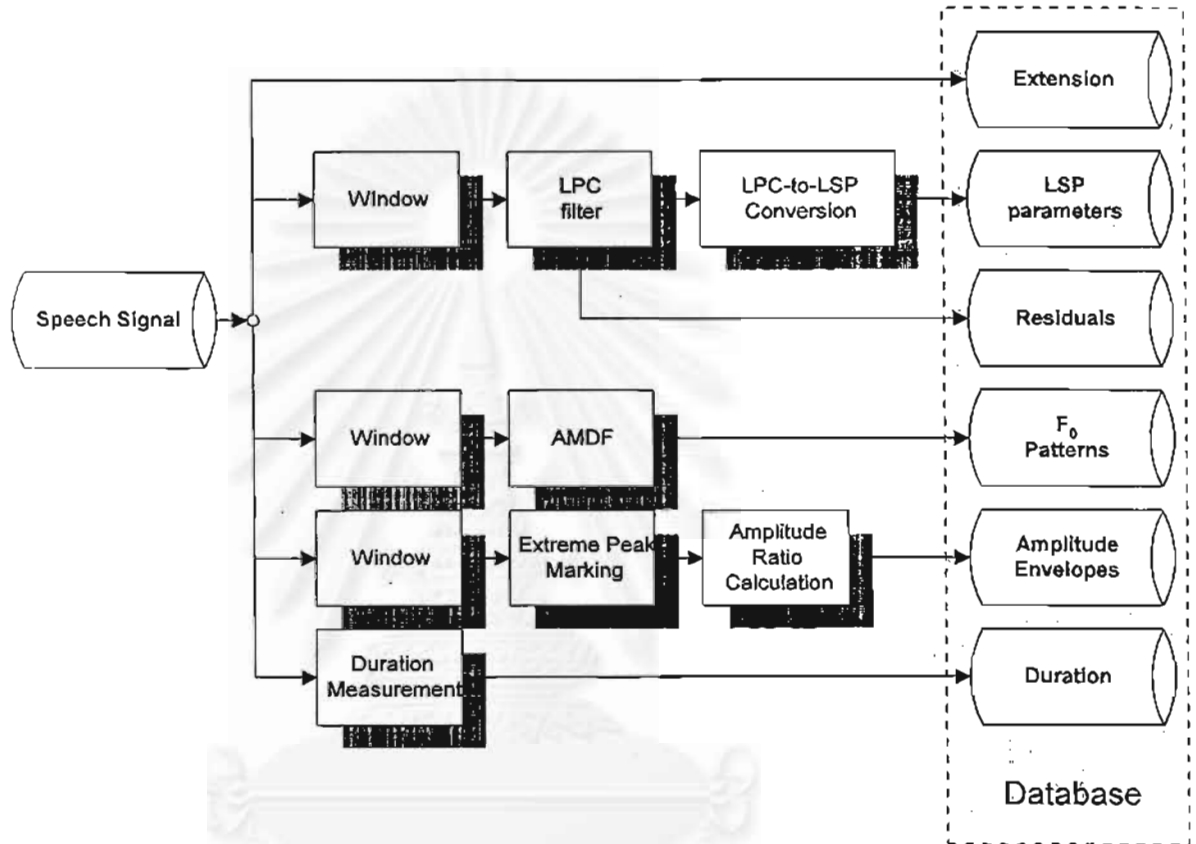 Extension
Window
LPC
filter
LPC-to-LSP
Conversion
LSP
parameters
Speech Signal
Residuals
Window
AMDF
F₀
Patterns
Window
Extreme Peak
Marking
Amplitude
Ratio
Calculation
Amplitude
Envelopes
Duration
Measurement
Duration
Database